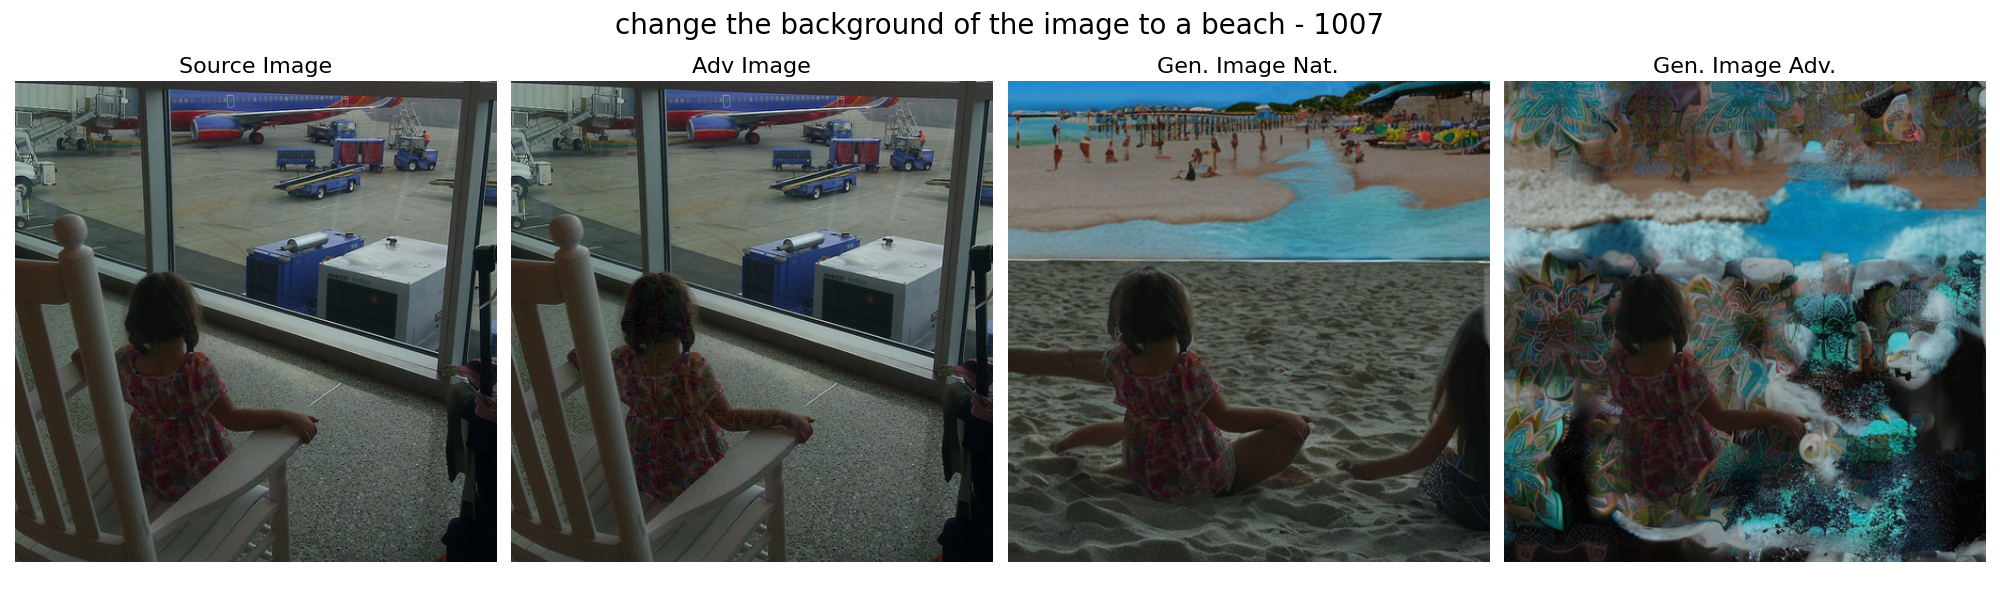 change the background of the image to a beach - 1007
Source Image
Adv Image
Gen. Image Nat.
Gen. Image Adv.